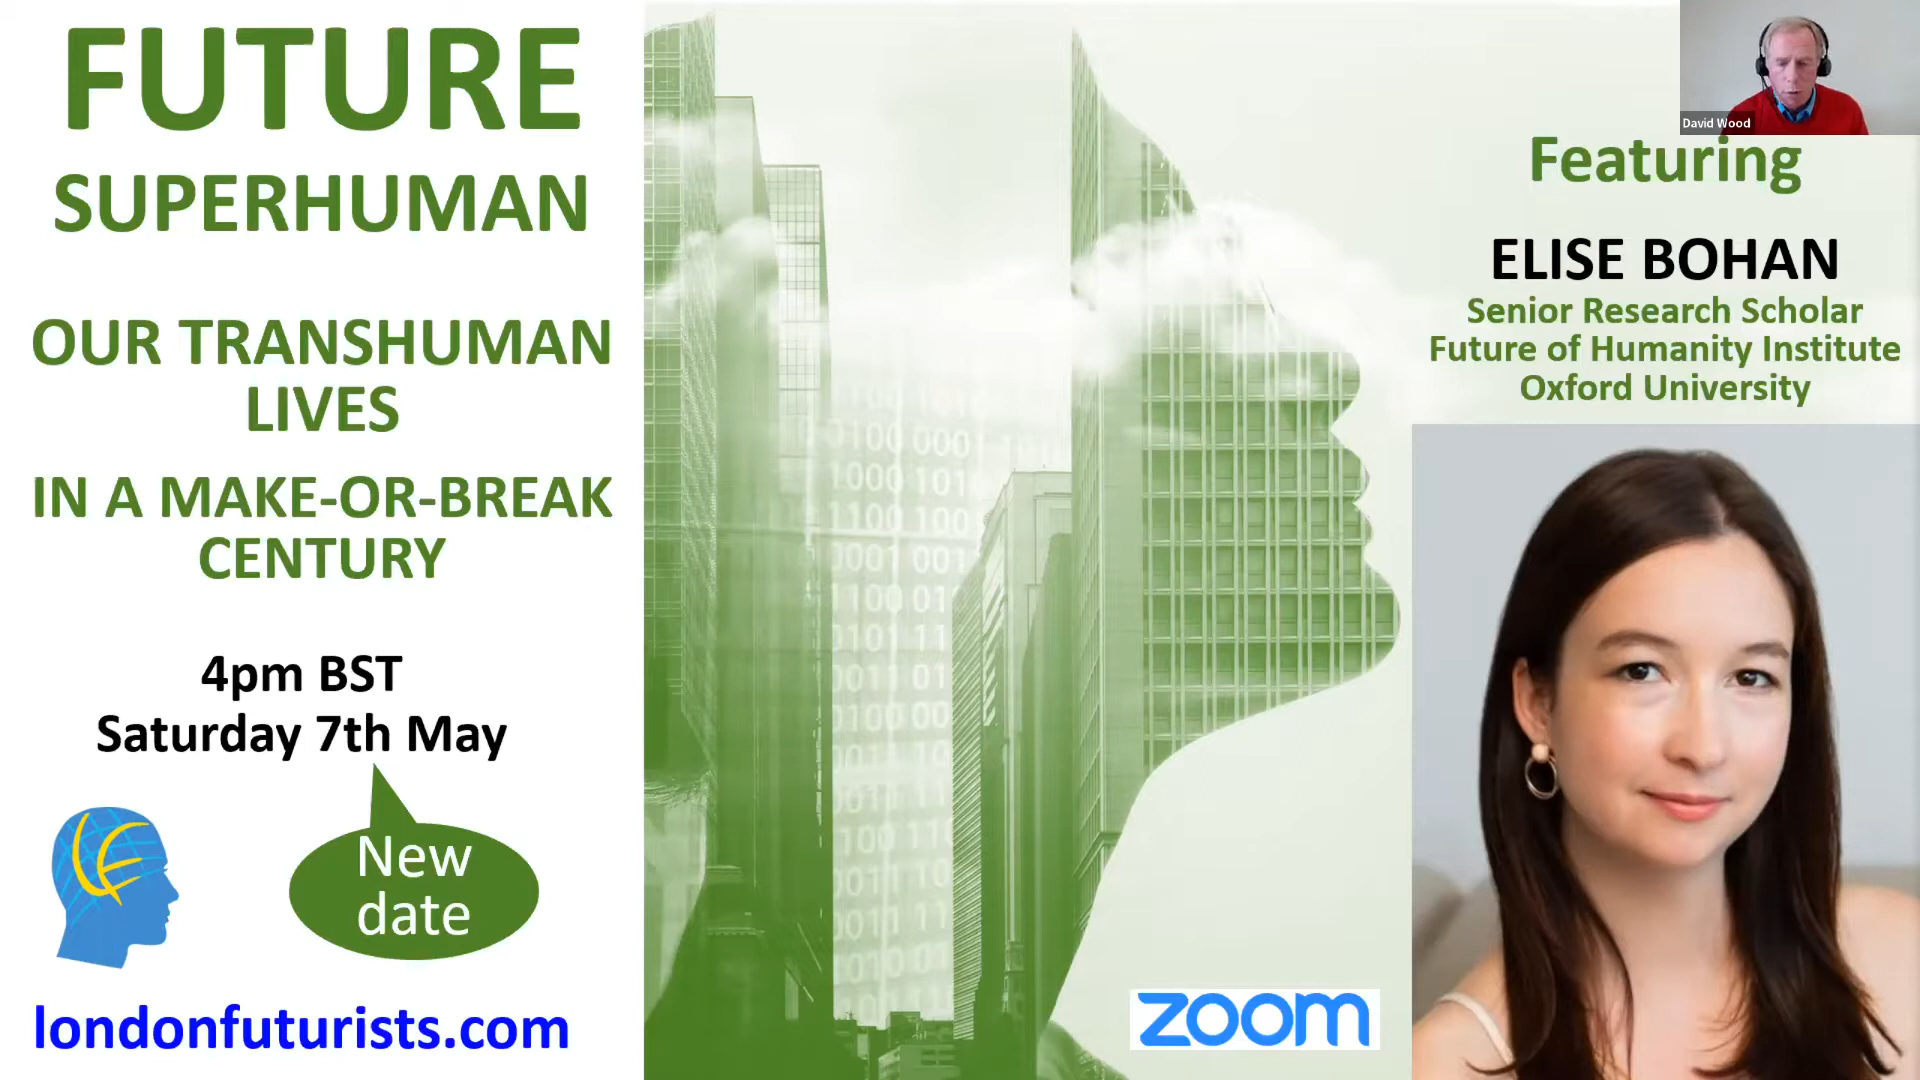 FUTURE
SUPERHUMAN
OUR TRANSHUMAN
LIVES
IN A MAKE-OR-BREAK
CENTURY
4pm BST
Saturday 7th May
New
date
londonfuturists.com
zoom
David Wood
Featuring
ELISE BOHAN
Senior Research Scholar
Future of Humanity Institute
Oxford University